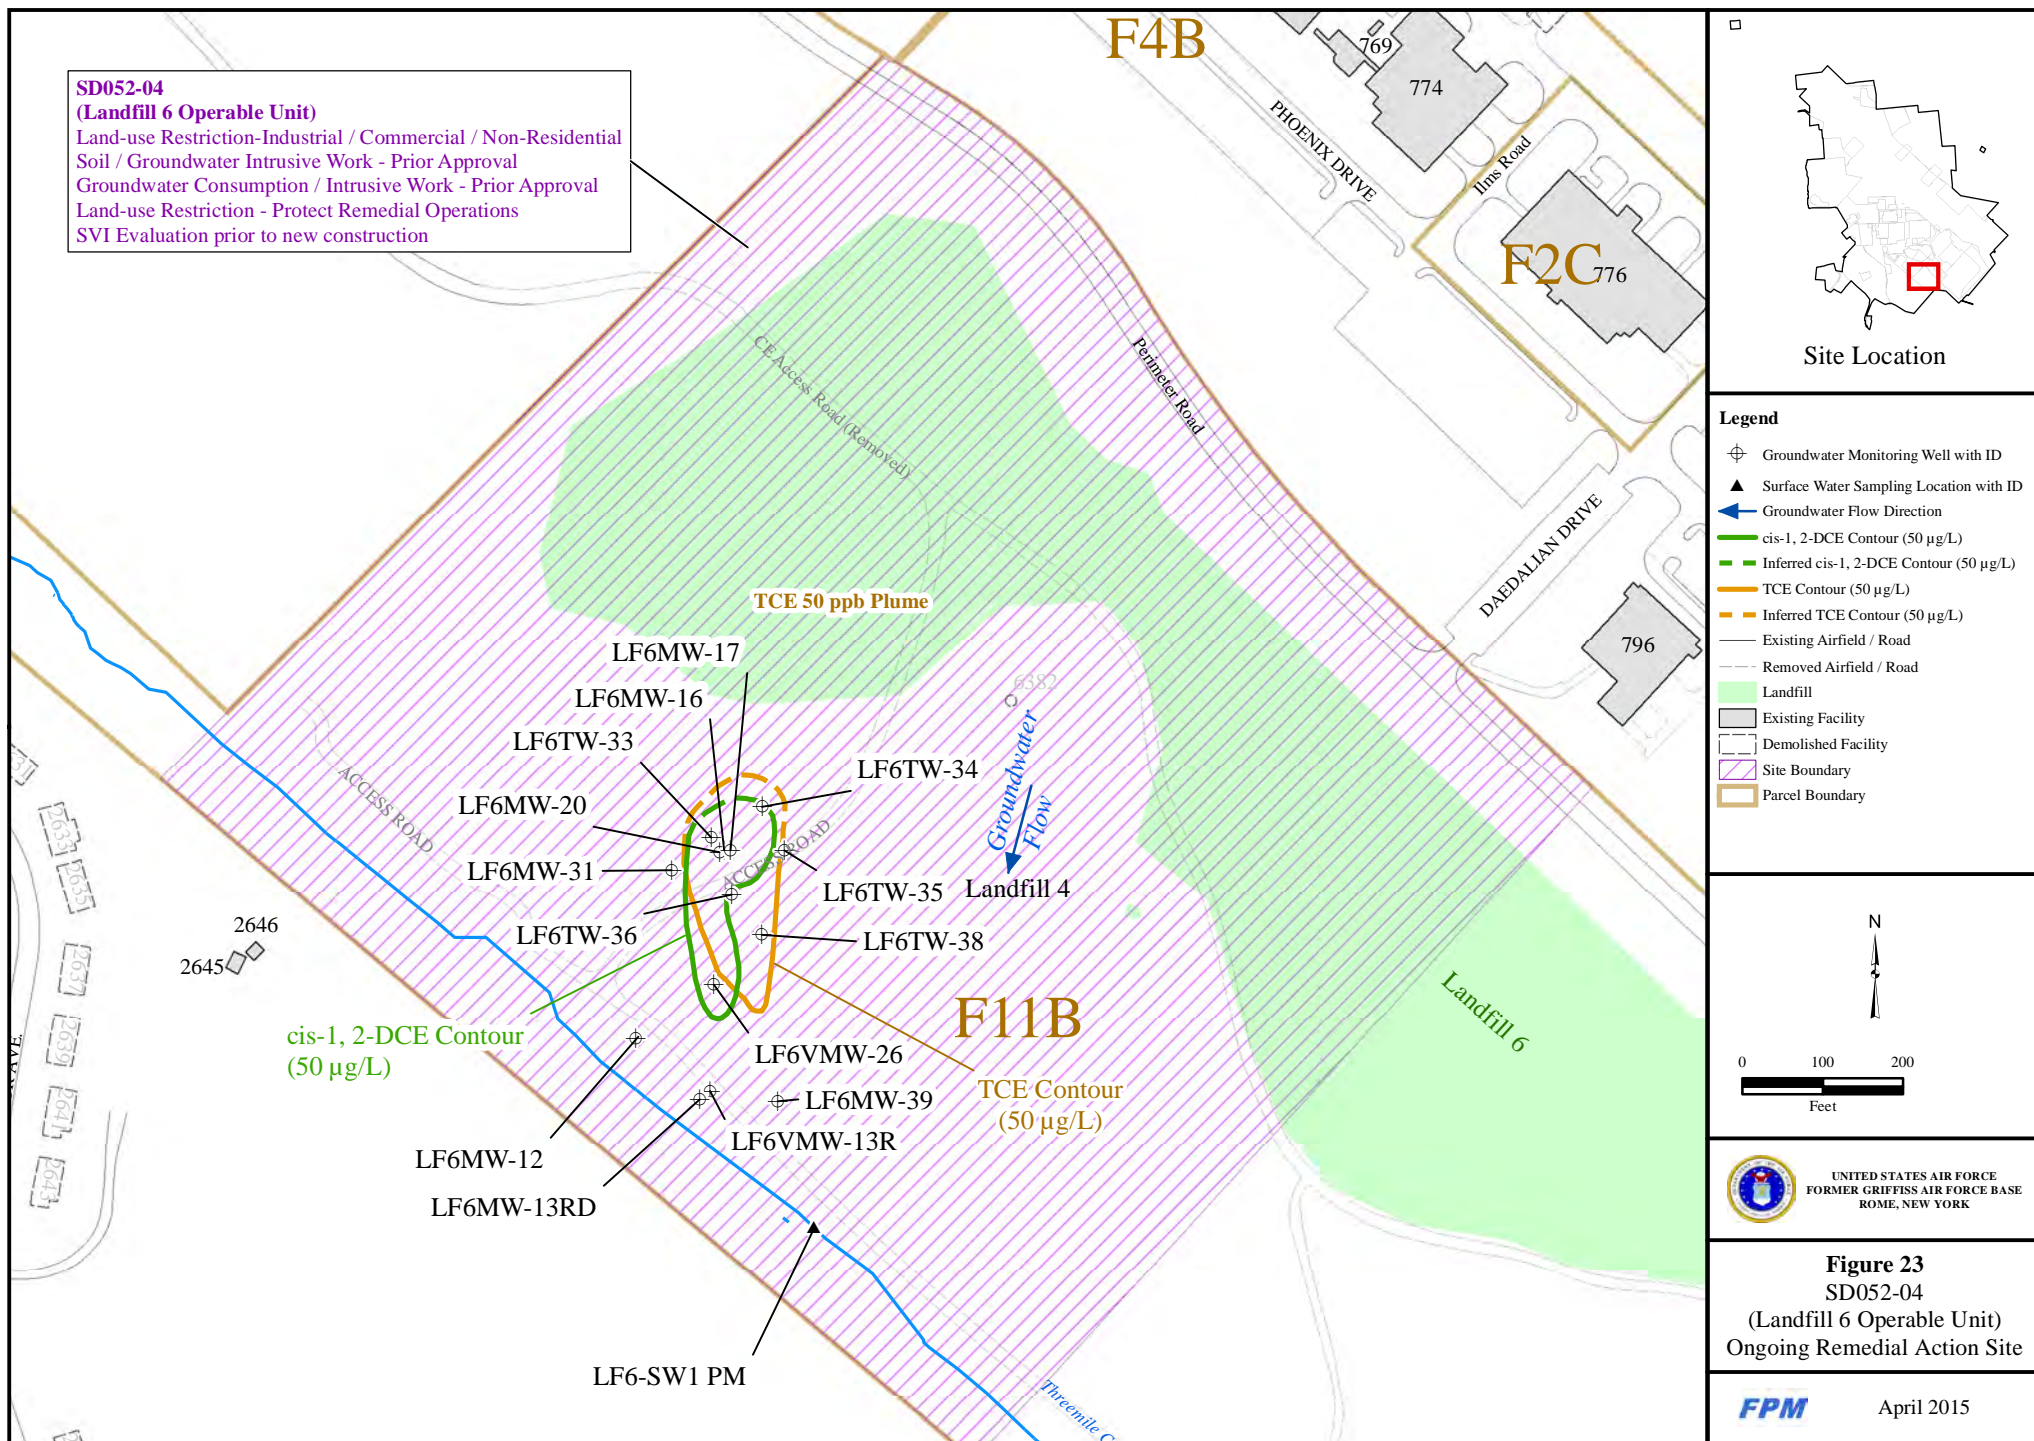 SD052-04
(Landfill 6 Operable Unit)
Land-use Restriction-Industrial / Commercial / Non-Residential
Soil / Groundwater Intrusive Work - Prior Approval
Groundwater Consumption / Intrusive Work - Prior Approval
Land-use Restriction - Protect Remedial Operations
SVI Evaluation prior to new construction
F4B
769
774
PHOENIX DRIVE
Ilms Road
F2C
776
Perimeter Road
CE Access Road (Removed)
DAEDALIAN DRIVE
796
TCE 50 ppb Plume
LF6MW-17
LF6MW-16
LF6TW-33
LF6MW-20
LF6MW-31
LF6TW-36
LF6TW-34
LF6TW-35
LF6TW-38
6382
Groundwater
Flow
Landfill 4
ACCESS ROAD
ACCESS ROAD
2646
2645
2633
2635
2637
2639
2641
2643
cis-1, 2-DCE Contour
(50 µg/L)
F11B
LF6VMW-26
TCE Contour
(50 µg/L)
LF6MW-39
LF6VMW-13R
LF6MW-12
LF6MW-13RD
LF6-SW1 PM
Landfill 6
Threemile C
Site Location
Legend
Groundwater Monitoring Well with ID
Surface Water Sampling Location with ID
Groundwater Flow Direction
cis-1, 2-DCE Contour (50 µg/L)
Inferred cis-1, 2-DCE Contour (50 µg/L)
TCE Contour (50 µg/L)
Inferred TCE Contour (50 µg/L)
Existing Airfield / Road
Removed Airfield / Road
Landfill
Existing Facility
Demolished Facility
Site Boundary
Parcel Boundary
N
0 100 200
Feet
UNITED STATES AIR FORCE
FORMER GRIFFISS AIR FORCE BASE
ROME, NEW YORK
Figure 23
SD052-04
(Landfill 6 Operable Unit)
Ongoing Remedial Action Site
FPM
April 2015